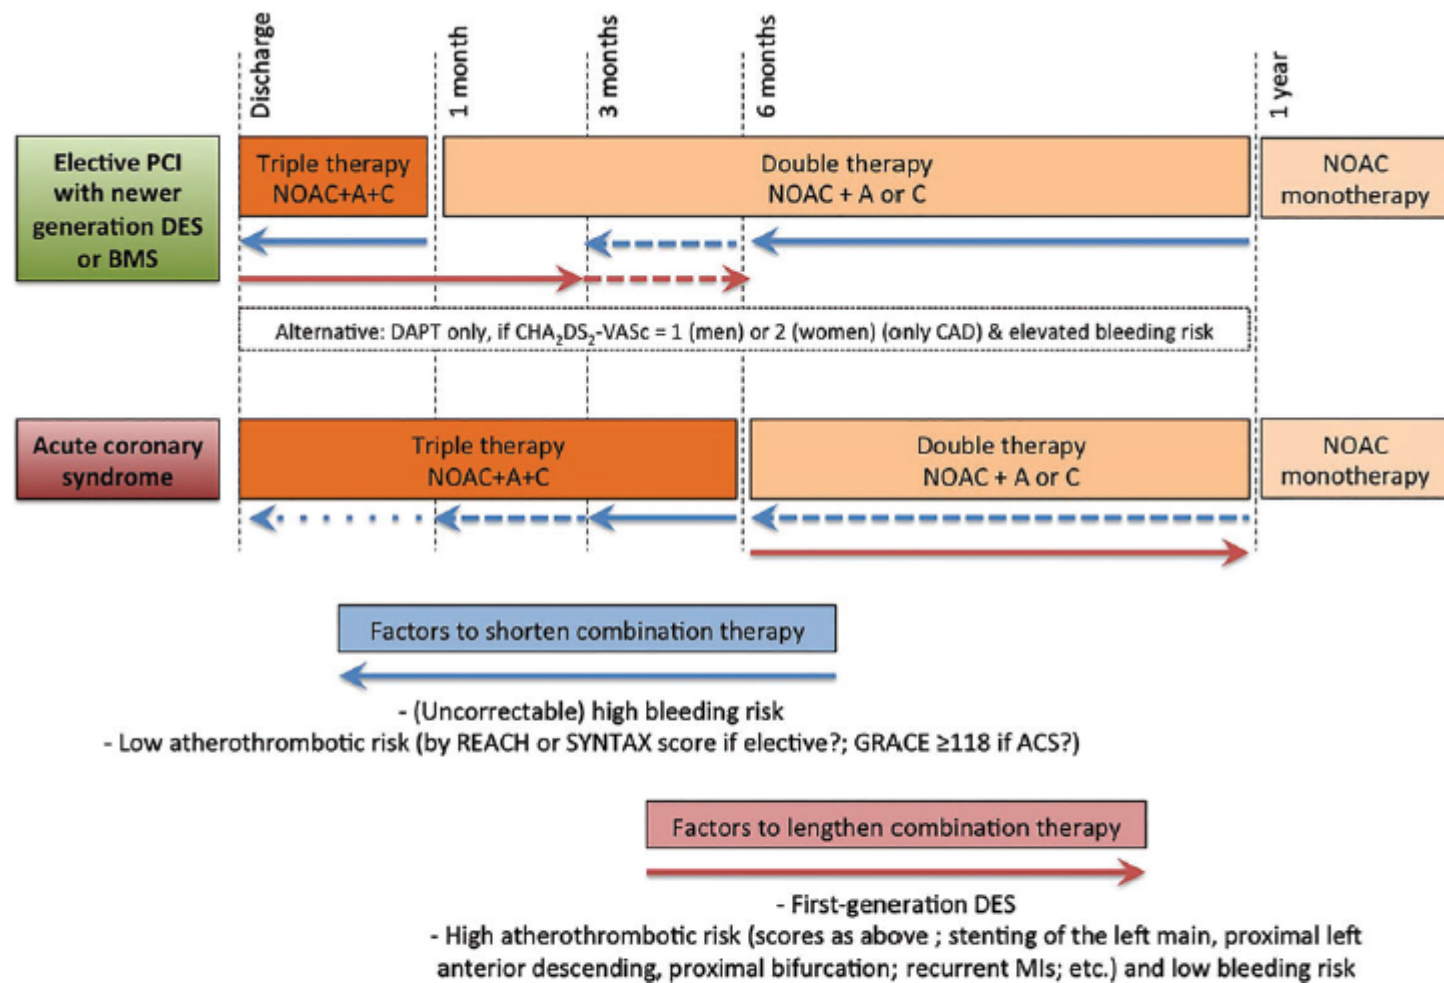 Discharge
1 month
3 months
6 months
1 year
Elective PCI
with newer
generation DES
or BMS
Triple therapy
NOAC+A+C
Double therapy
NOAC + A or C
NOAC
monotherapy
Alternative: DAPT only, if CHA₂DS₂-VASc = 1 (men) or 2 (women) (only CAD) & elevated bleeding risk
Acute coronary
syndrome
Triple therapy
NOAC+A+C
Double therapy
NOAC + A or C
NOAC
monotherapy
Factors to shorten combination therapy
- (Uncorrectable) high bleeding risk
- Low atherothrombotic risk (by REACH or SYNTAX score if elective?; GRACE ≥118 if ACS?)
Factors to lengthen combination therapy
- First-generation DES
- High atherothrombotic risk (scores as above ; stenting of the left main, proximal left
anterior descending, proximal bifurcation; recurrent MIs; etc.) and low bleeding risk